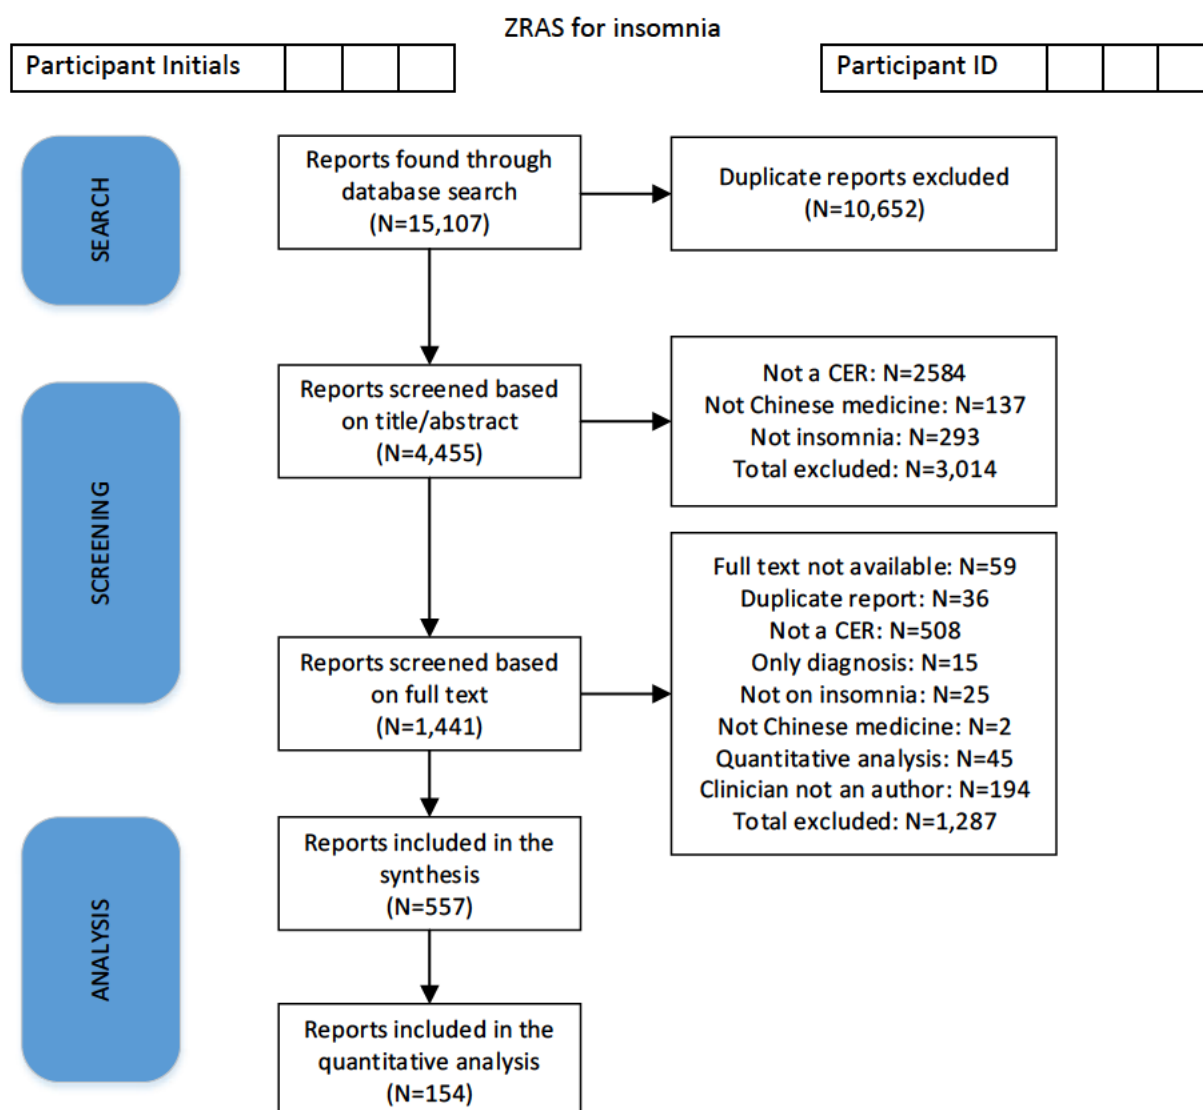 ZRAS for insomnia
Participant Initials
Participant ID
SEARCH
Reports found through
database search
(N=15,107)
Duplicate reports excluded
(N=10,652)
SCREENING
Reports screened based
on title/abstract
(N=4,455)
Not a CER: N=2584
Not Chinese medicine: N=137
Not insomnia: N=293
Total excluded: N=3,014
Reports screened based
on full text
(N=1,441)
Full text not available: N=59
Duplicate report: N=36
Not a CER: N=508
Only diagnosis: N=15
Not on insomnia: N=25
Not Chinese medicine: N=2
Quantitative analysis: N=45
Clinician not an author: N=194
Total excluded: N=1,287
ANALYSIS
Reports included in the
synthesis
(N=557)
Reports included in the
quantitative analysis
(N=154)